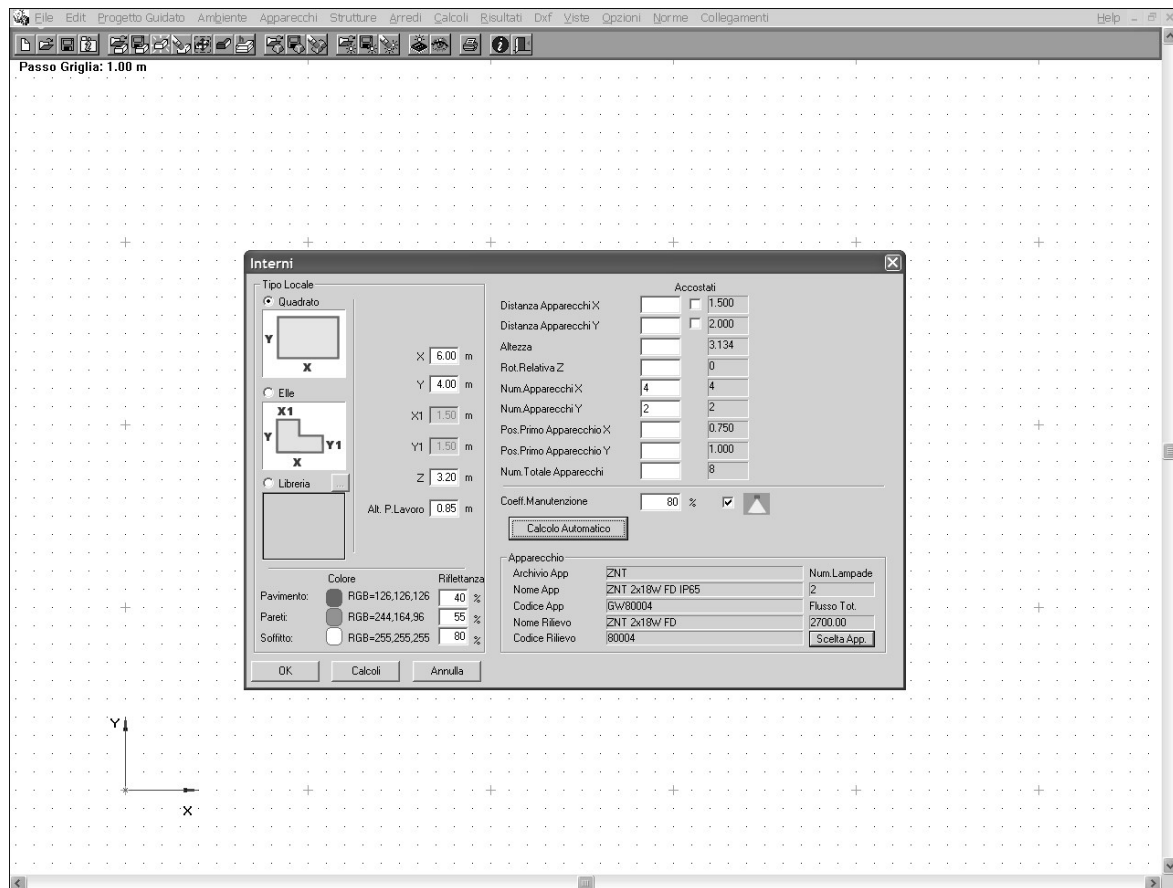 File Edit Progetto Guidato Ambiente Apparecchi Strutture Arredi Calcoli Risultati Dxf Viste Opzioni Norme Collegamenti Help
Passo Griglia: 1.00 m
Interni
Tipo Locale
Quadrato
Y
X
Elle
X1
Y
Y1
X
Libreria ...
X 6.00 m
Y 4.00 m
X1 1.50 m
Y1 1.50 m
Z 3.20 m
Alt. P.Lavoro 0.85 m
Colore Riflettanza
Pavimento: RGB=126,126,126 40 %
Pareti: RGB=244,164,96 55 %
Soffitto: RGB=255,255,255 80 %
OK Calcoli Annulla
Accostati
Distanza Apparecchi X 1.500
Distanza Apparecchi Y 2.000
Altezza 3.134
Rot.Relativa Z 0
Num.Apparecchi X 4 4
Num.Apparecchi Y 2 2
Pos.Primo Apparecchio X 0.750
Pos.Primo Apparecchio Y 1.000
Num.Totale Apparecchi 8
Coeff.Manutenzione 80 %
Calcolo Automatico
Apparecchio
Archivio App ZNT Num.Lampade
Nome App ZNT 2x18W FD IP65 2
Codice App GW80004 Flusso Tot.
Nome Rilievo ZNT 2x18W FD 2700.00
Codice Rilievo 80004 Scelta App.
Y
X